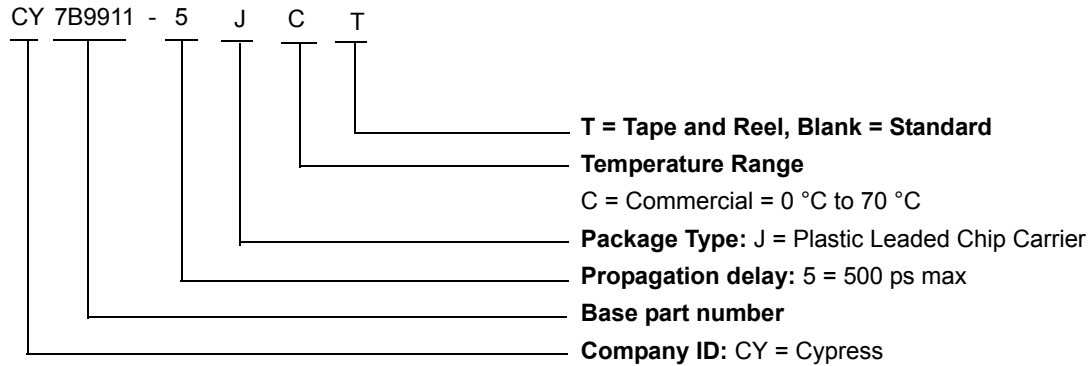 CY 7B9911 - 5 J C T
T = Tape and Reel, Blank = Standard
Temperature Range
C = Commercial = 0 °C to 70 °C
Package Type: J = Plastic Leaded Chip Carrier
Propagation delay: 5 = 500 ps max
Base part number
Company ID: CY = Cypress